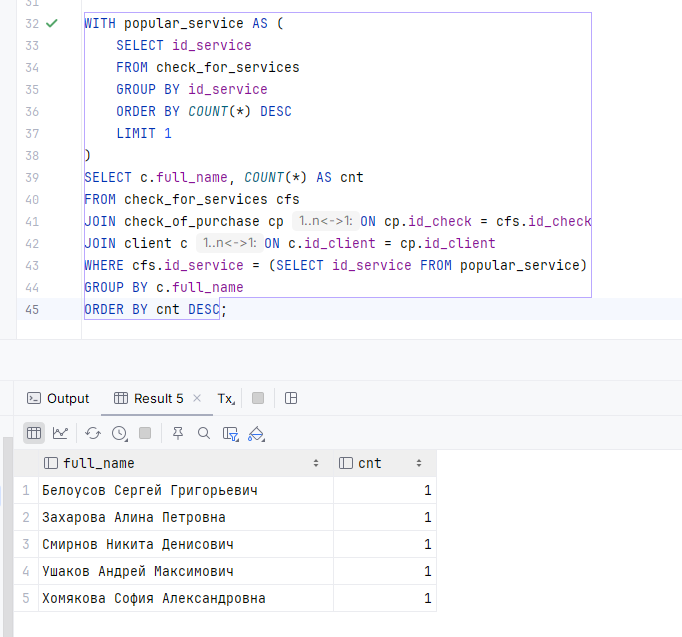 31
32 WITH popular_service AS (
33 SELECT id_service
34 FROM check_for_services
35 GROUP BY id_service
36 ORDER BY COUNT(*) DESC
37 LIMIT 1
38 )
39 SELECT c.full_name, COUNT(*) AS cnt
40 FROM check_for_services cfs
41 JOIN check_of_purchase cp 1..n<->1: ON cp.id_check = cfs.id_check
42 JOIN client c 1..n<->1: ON c.id_client = cp.id_client
43 WHERE cfs.id_service = (SELECT id_service FROM popular_service)
44 GROUP BY c.full_name
45 ORDER BY cnt DESC;
Output Result 5 × Tx
full_name cnt
1 Белоусов Сергей Григорьевич 1
2 Захарова Алина Петровна 1
3 Смирнов Никита Денисович 1
4 Ушаков Андрей Максимович 1
5 Хомякова София Александровна 1